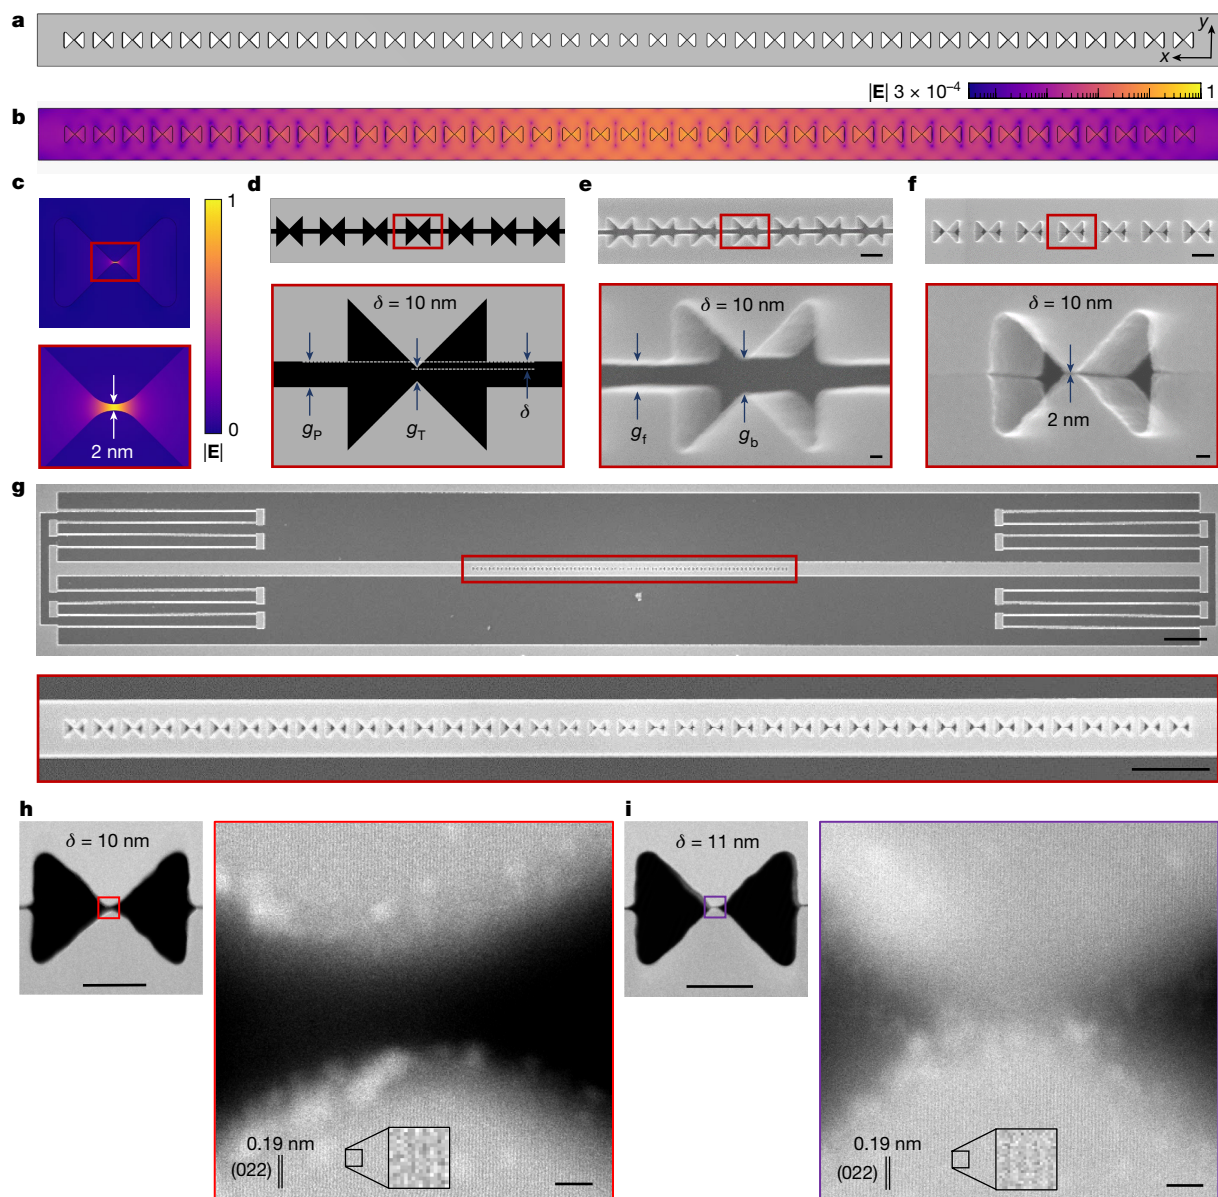 a
y
x
|E| 3 × 10⁻⁴ 1
b
c
d
e
f
1
0
|E|
2 nm
δ = 10 nm
g_P
g_T
δ
δ = 10 nm
g_f
g_b
δ = 10 nm
2 nm
g
h
δ = 10 nm
0.19 nm
(022)
i
δ = 11 nm
0.19 nm
(022)